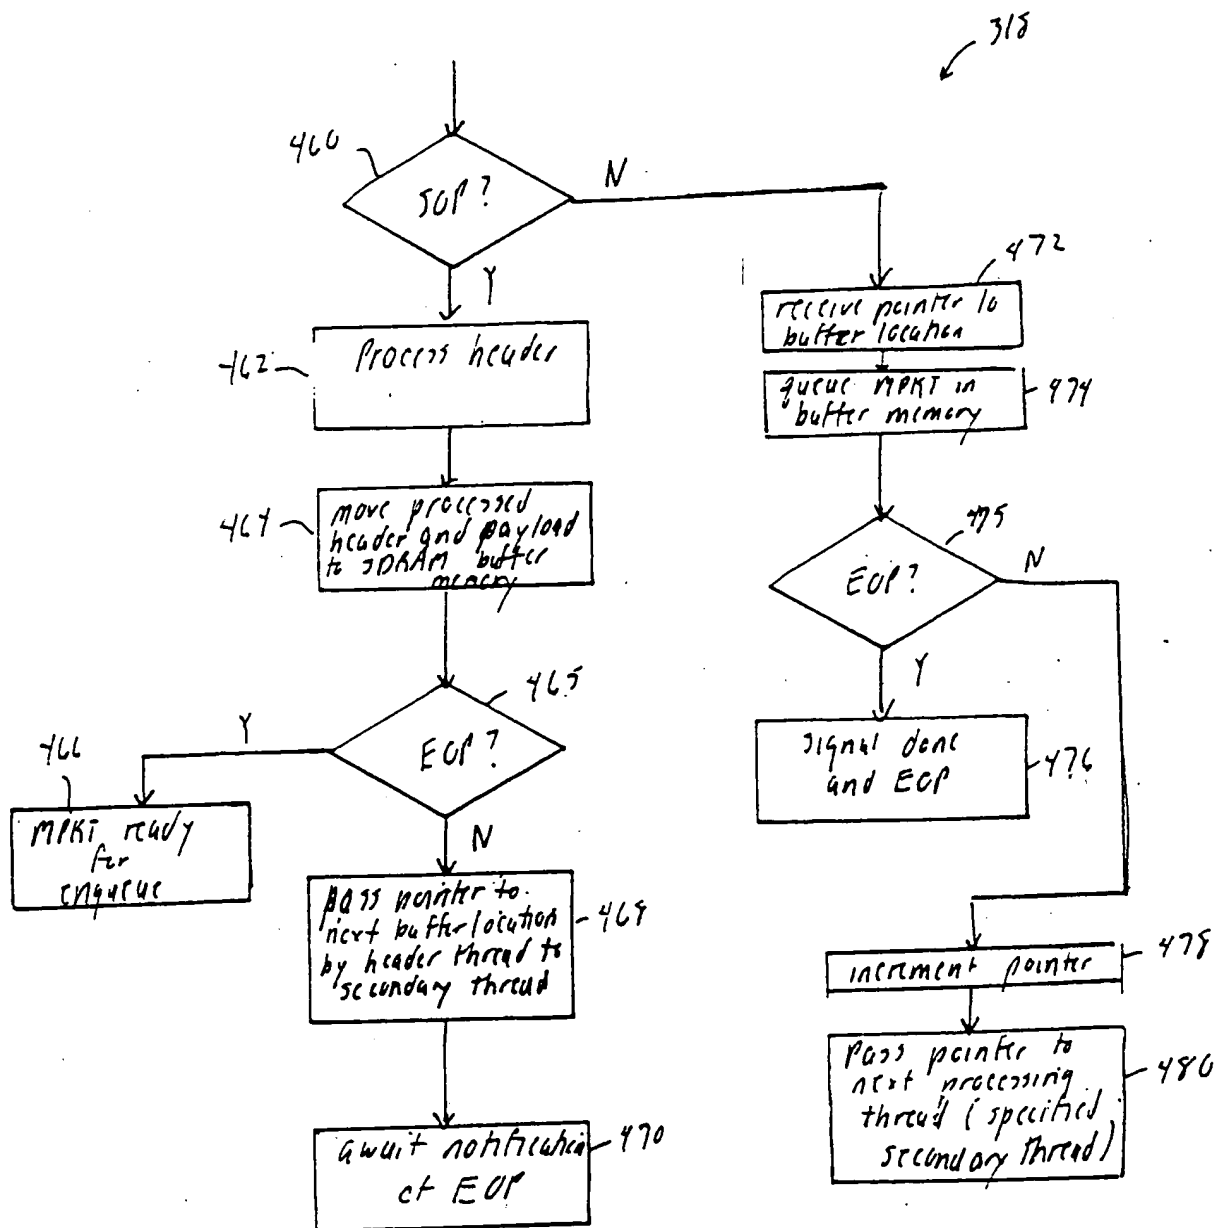 318
460
SOP?
N
Y
472
receive pointer to
buffer location
462
Process header
queue MPKT in
buffer memory
474
464
move processed
header and payload
to SDRAM buffer
memory
475
EOP?
N
Y
465
EOP?
Y
N
signal done
and EOP
476
466
MPKT ready
for
enqueue
pass pointer to
next buffer location
by header thread to
secondary thread
468
increment pointer
478
Pass pointer to
next processing
thread (specified
secondary thread)
480
await notification
of EOP
470